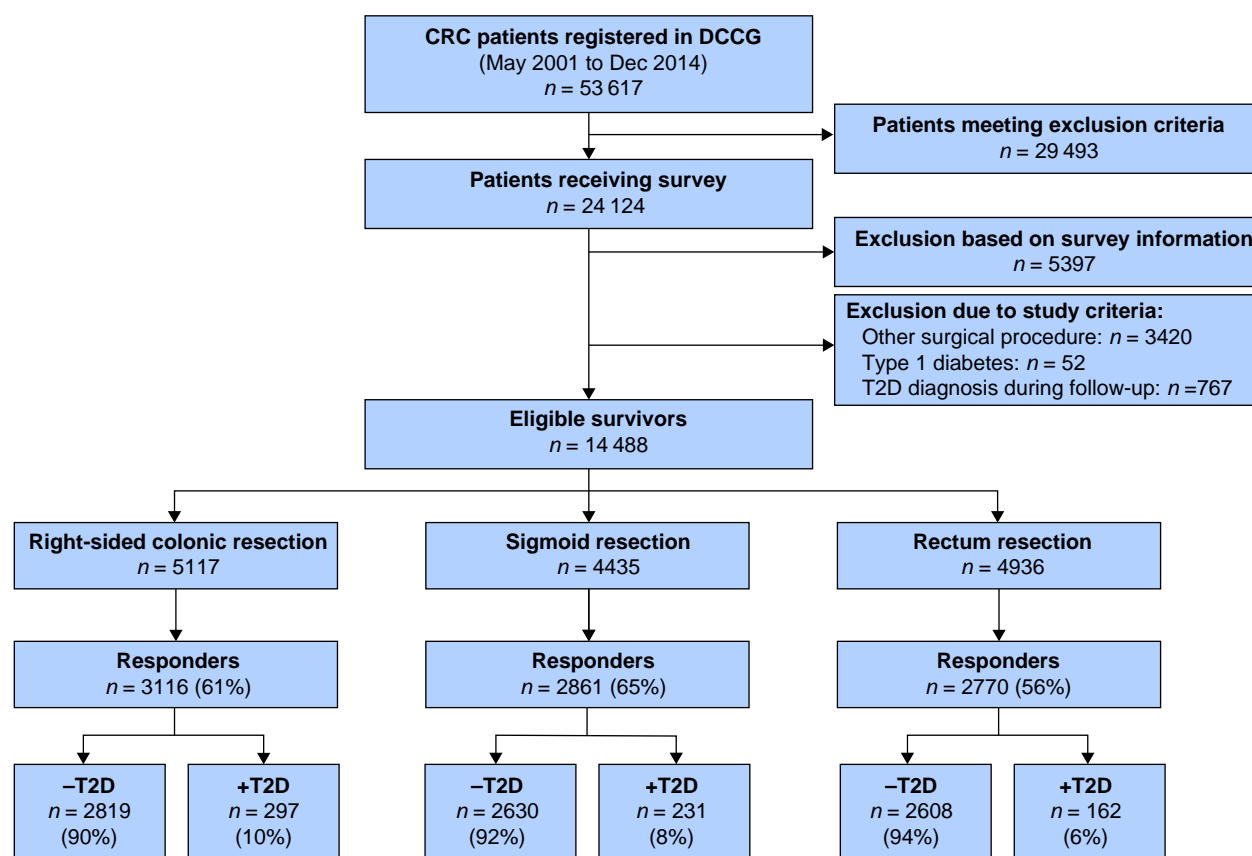 CRC patients registered in DCCG
(May 2001 to Dec 2014)
n = 53 617
Patients meeting exclusion criteria
n = 29 493
Patients receiving survey
n = 24 124
Exclusion based on survey information
n = 5397
Exclusion due to study criteria:
Other surgical procedure: n = 3420
Type 1 diabetes: n = 52
T2D diagnosis during follow-up: n =767
Eligible survivors
n = 14 488
Right-sided colonic resection
n = 5117
Sigmoid resection
n = 4435
Rectum resection
n = 4936
Responders
n = 3116 (61%)
Responders
n = 2861 (65%)
Responders
n = 2770 (56%)
–T2D
n = 2819
(90%)
+T2D
n = 297
(10%)
–T2D
n = 2630
(92%)
+T2D
n = 231
(8%)
–T2D
n = 2608
(94%)
+T2D
n = 162
(6%)